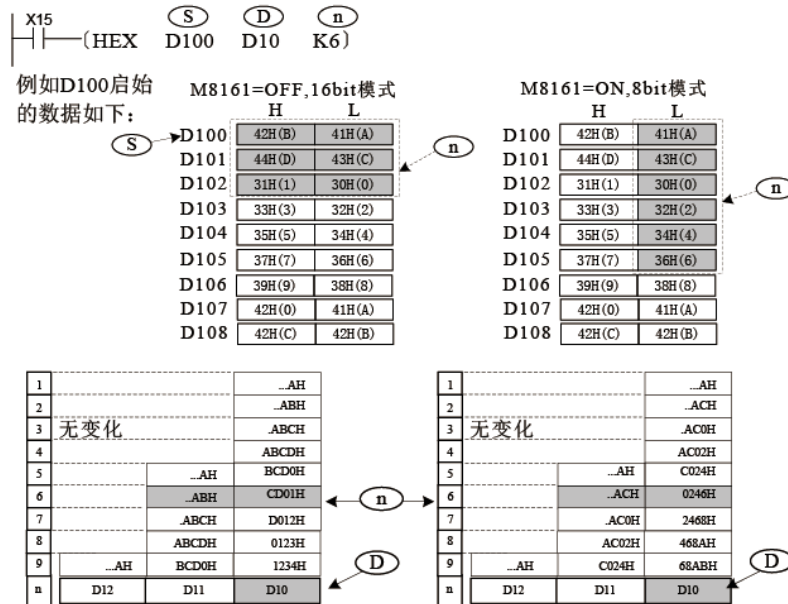 X15 S D n
(HEX D100 D10 K6)
例如D100启始
的数据如下：
M8161=OFF,16bit模式
H L
S D100 42H(B) 41H(A)
D101 44H(D) 43H(C) n
D102 31H(1) 30H(0)
D103 33H(3) 32H(2)
D104 35H(5) 34H(4)
D105 37H(7) 36H(6)
D106 39H(9) 38H(8)
D107 42H(0) 41H(A)
D108 42H(C) 42H(B)
M8161=ON,8bit模式
H L
D100 42H(B) 41H(A)
D101 44H(D) 43H(C)
D102 31H(1) 30H(0) n
D103 33H(3) 32H(2)
D104 35H(5) 34H(4)
D105 37H(7) 36H(6)
D106 39H(9) 38H(8)
D107 42H(0) 41H(A)
D108 42H(C) 42H(B)
1 ...AH
2 ..ABH
3 无变化 .ABCH
4 ABCDH
5 ...AH BCD0H
6 ..ABH CD01H n
7 .ABCH D012H
8 ABCDH 0123H
9 ...AH BCD0H 1234H D
n D12 D11 D10
1 ...AH
2 ..ACH
3 无变化 .AC0H
4 AC02H
5 ...AH C024H
6 ..ACH 0246H
7 .AC0H 2468H
8 AC02H 468AH
9 ...AH C024H 68ABH D
n D12 D11 D10